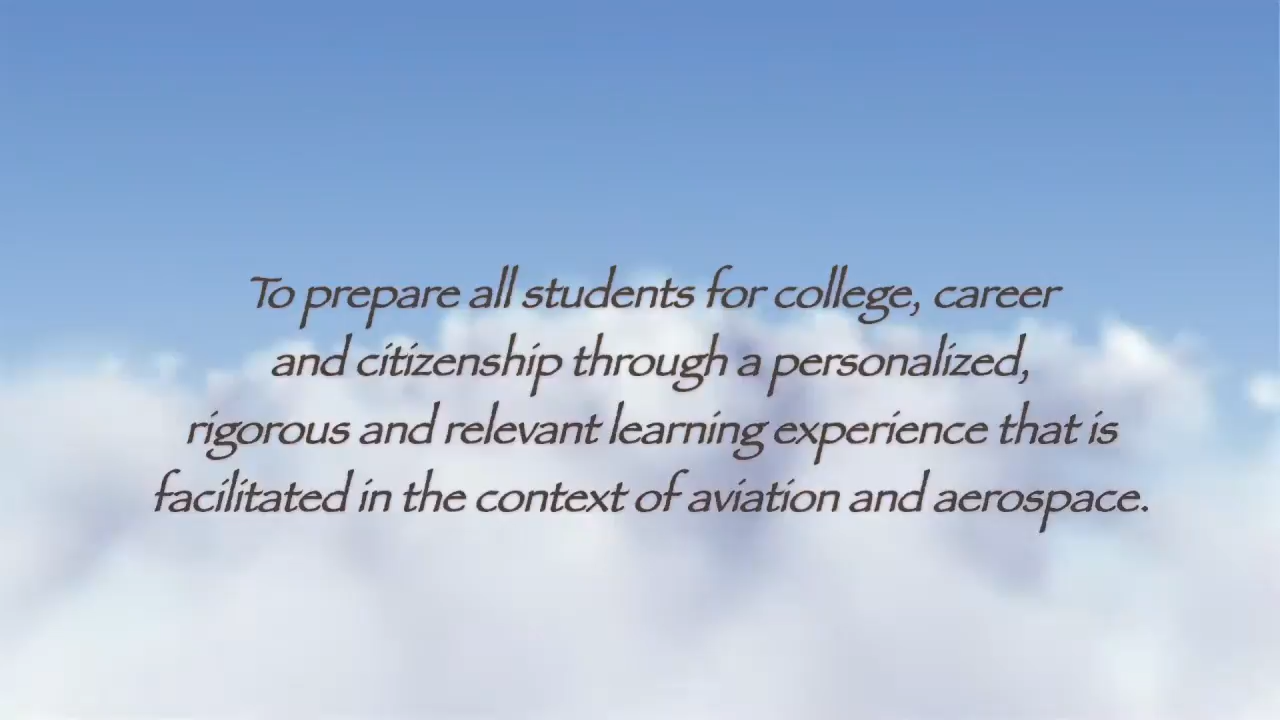 To prepare all students for college, career
and citizenship through a personalized,
rigorous and relevant learning experience that is
facilitated in the context of aviation and aerospace.